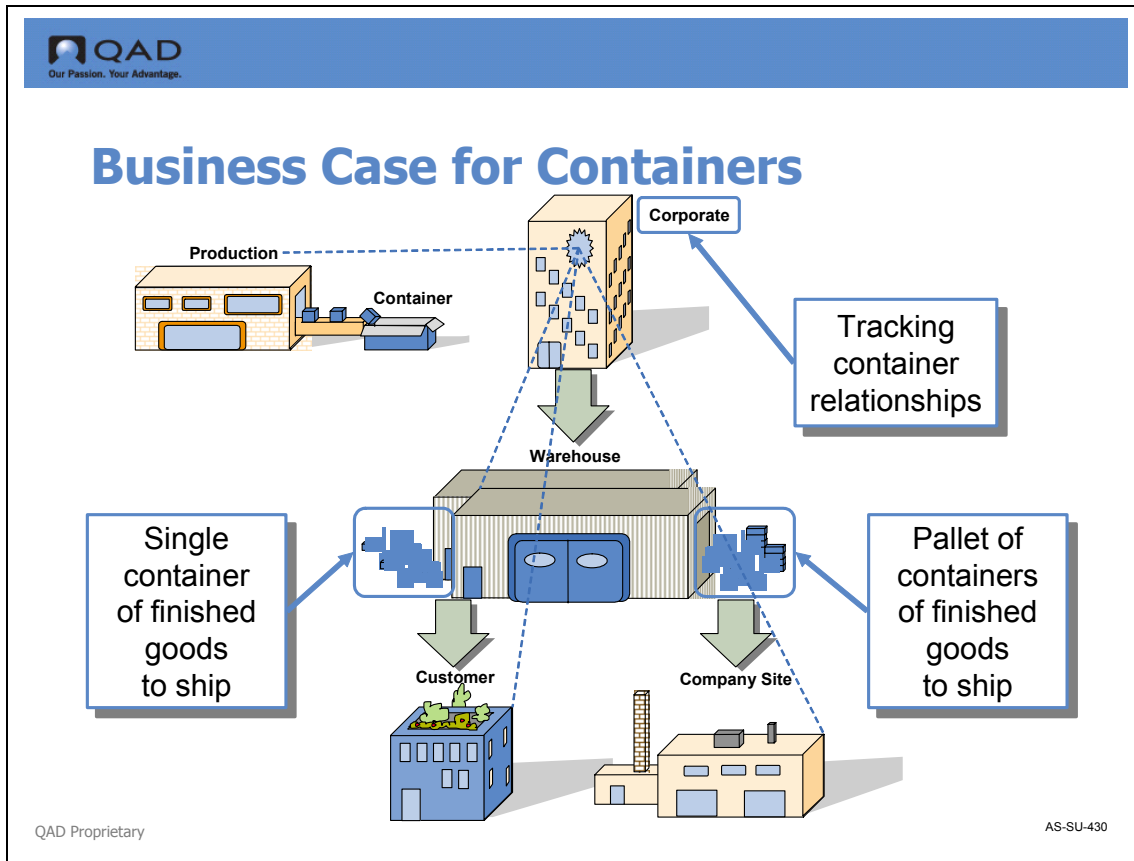 QAD
Our Passion. Your Advantage.
Business Case for Containers
Corporate
Production
Container
Tracking
container
relationships
Warehouse
Single
container
of finished
goods
to ship
Pallet of
containers
of finished
goods
to ship
Customer
Company Site
QAD Proprietary
AS-SU-430